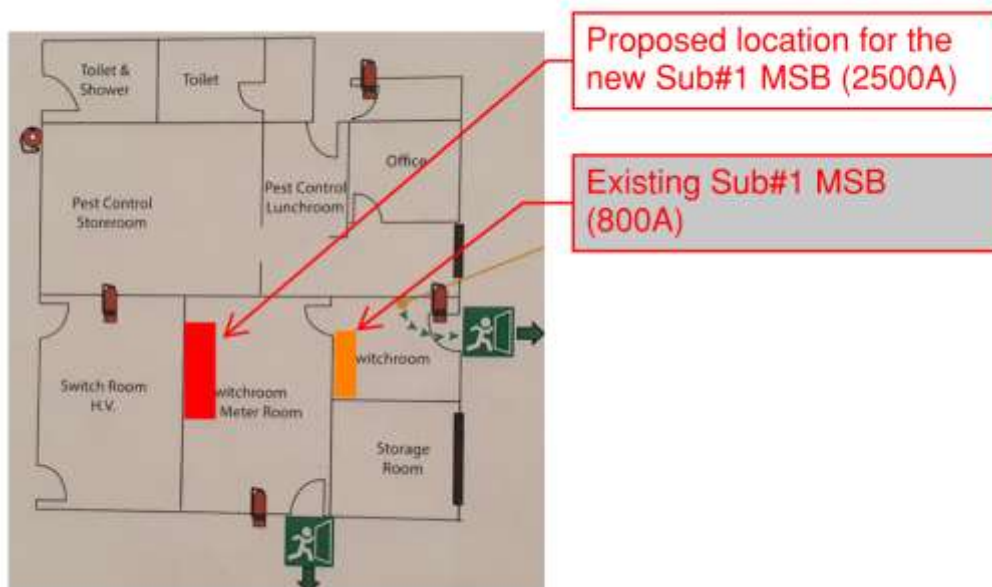 Proposed location for the
new Sub#1 MSB (2500A)
Existing Sub#1 MSB
(800A)
Toilet &
Shower
Toilet
Office
Pest Control
Lunchroom
Pest Control
Storeroom
Switch Room
H.V.
witchroom
Meter Room
witchroom
Storage
Room